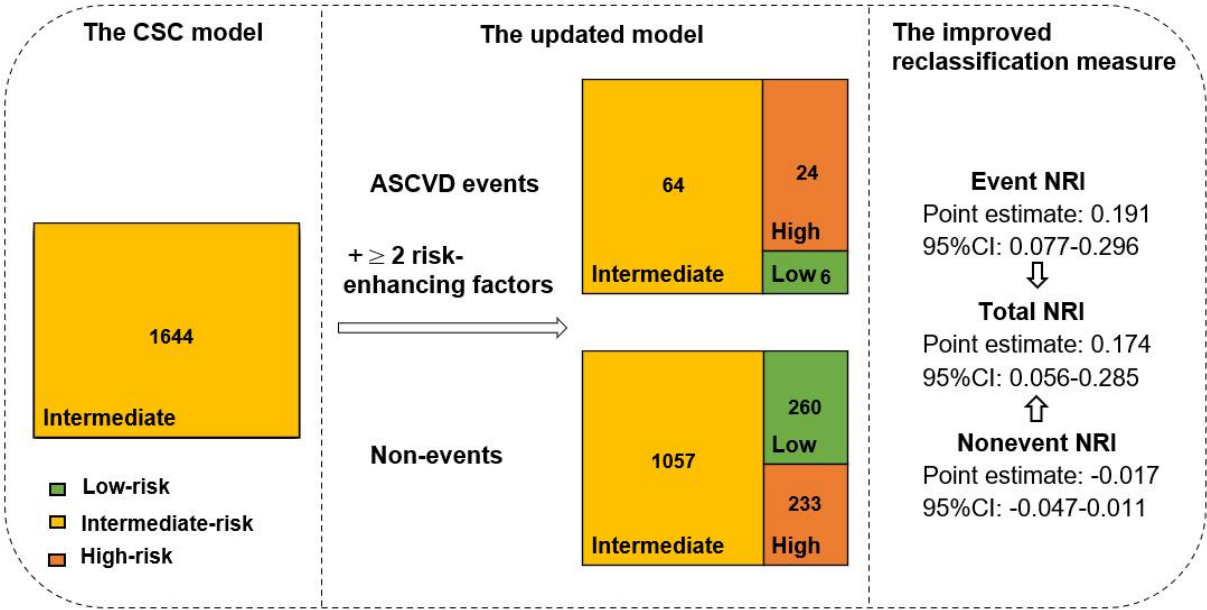 The CSC model
1644
Intermediate
Low-risk
Intermediate-risk
High-risk
The updated model
ASCVD events
+ ≥ 2 risk-
enhancing factors
Non-events
64
Intermediate
24
High
Low 6
1057
Intermediate
260
Low
233
High
The improved
reclassification measure
Event NRI
Point estimate: 0.191
95%CI: 0.077-0.296
Total NRI
Point estimate: 0.174
95%CI: 0.056-0.285
Nonevent NRI
Point estimate: -0.017
95%CI: -0.047-0.011